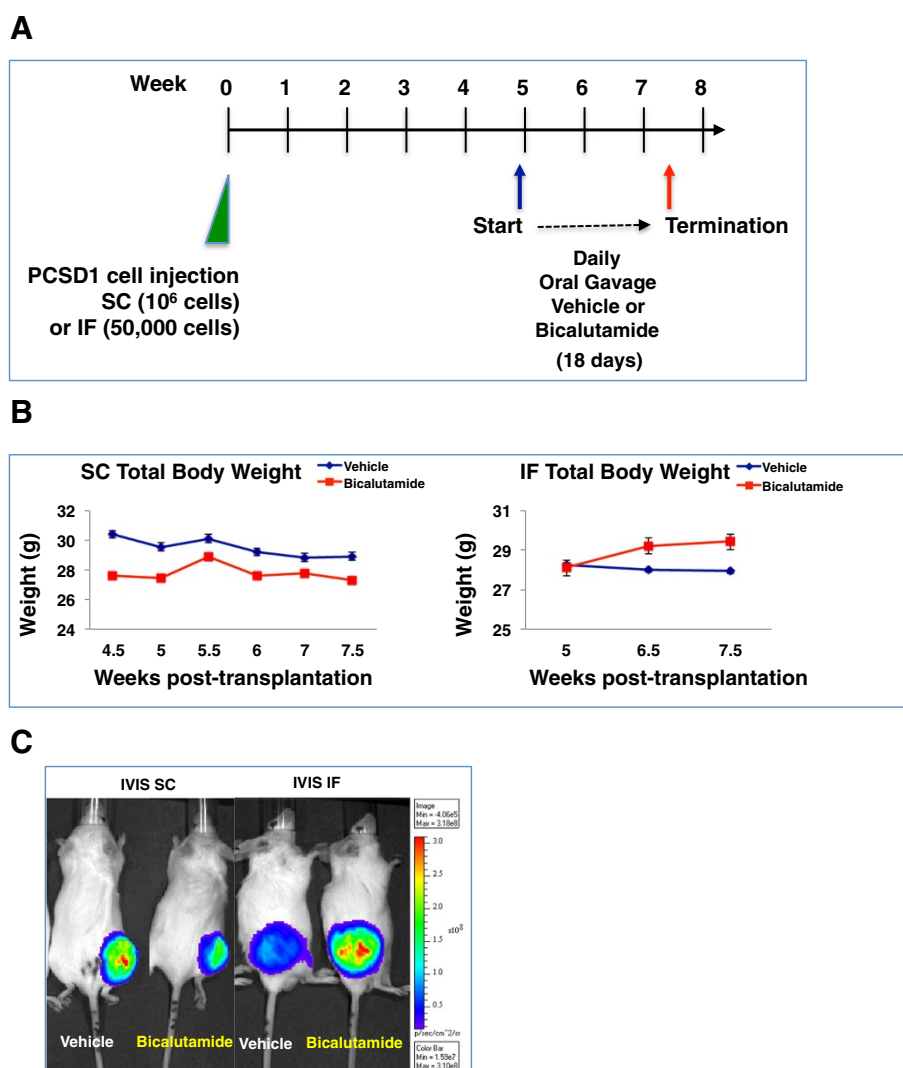 A
Week 0 1 2 3 4 5 6 7 8
Start
Termination
PCSD1 cell injection
SC (10⁶ cells)
or IF (50,000 cells)
Daily
Oral Gavage
Vehicle or
Bicalutamide
(18 days)
B
SC Total Body Weight
Vehicle
Bicalutamide
Weight (g)
32
30
28
26
24
4.5 5 5.5 6 7 7.5
Weeks post-transplantation
IF Total Body Weight
Vehicle
Bicalutamide
Weight (g)
31
29
27
25
5 6.5 7.5
Weeks post-transplantation
C
IVIS SC
IVIS IF
Vehicle
Bicalutamide
Vehicle
Bicalutamide
Image
Min = -4.06e5
Max = 3.18e8
3.0
2.5
2.0
x10⁸
1.5
1.0
0.5
p/sec/cm^2/sr
Color Bar
Min = 1.59e7
Max = 3.10e8